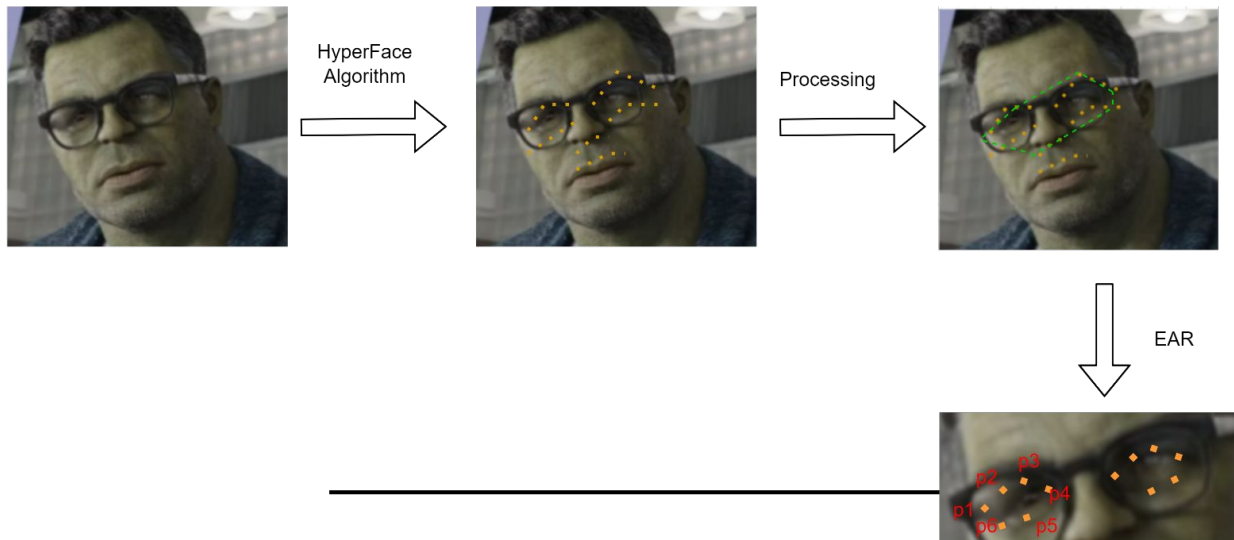 HyperFace
Algorithm
Processing
EAR
p3
p2
p4
p1
p6
p5